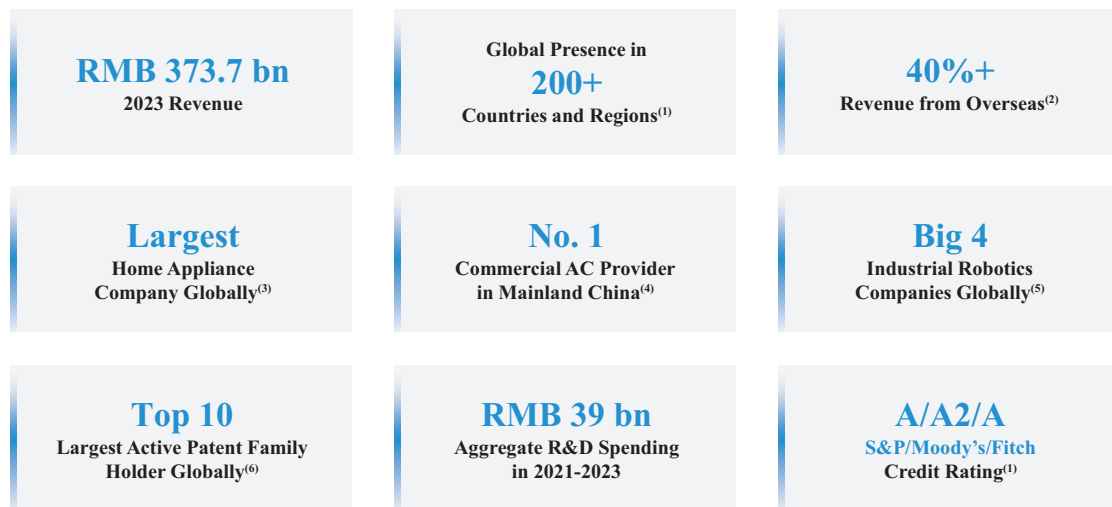 RMB 373.7 bn
2023 Revenue
Global Presence in
200+
Countries and Regions(1)
40%+
Revenue from Overseas(2)
Largest
Home Appliance
Company Globally(3)
No. 1
Commercial AC Provider
in Mainland China(4)
Big 4
Industrial Robotics
Companies Globally(5)
Top 10
Largest Active Patent Family
Holder Globally(6)
RMB 39 bn
Aggregate R&D Spending
in 2021-2023
A/A2/A
S&P/Moody’s/Fitch
Credit Rating(1)